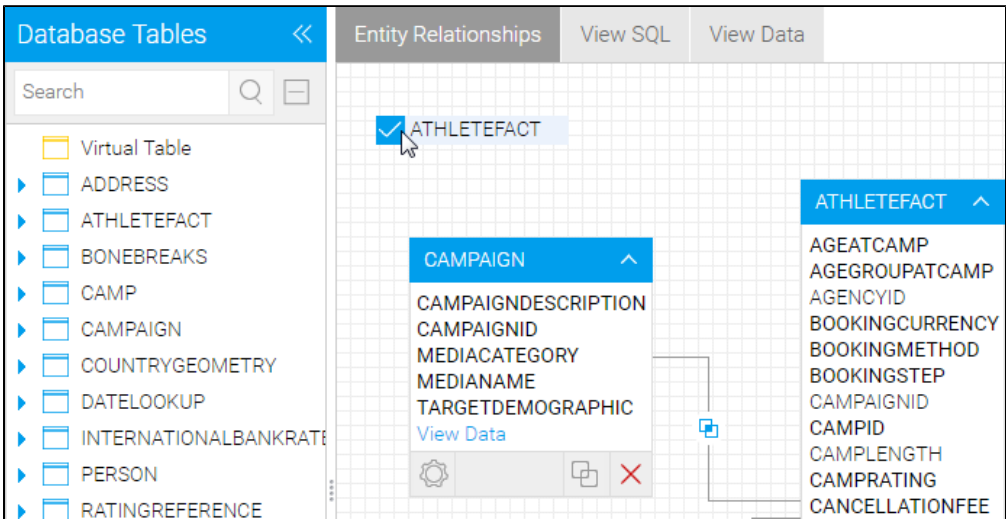 Database Tables
Search
Virtual Table
ADDRESS
ATHLETEFACT
BONEBREAKS
CAMP
CAMPAIGN
COUNTRYGEOMETRY
DATELOOKUP
INTERNATIONALBANKRATE
PERSON
RATINGREFERENCE
Entity Relationships View SQL View Data
ATHLETEFACT
CAMPAIGN
CAMPAIGNDESCRIPTION
CAMPAIGNID
MEDIACATEGORY
MEDIANAME
TARGETDEMOGRAPHIC
View Data
ATHLETEFACT
AGEATCAMP
AGEGROUPATCAMP
AGENCYID
BOOKINGCURRENCY
BOOKINGMETHOD
BOOKINGSTEP
CAMPAIGNID
CAMPID
CAMPLENGTH
CAMPRATING
CANCELLATIONFEE